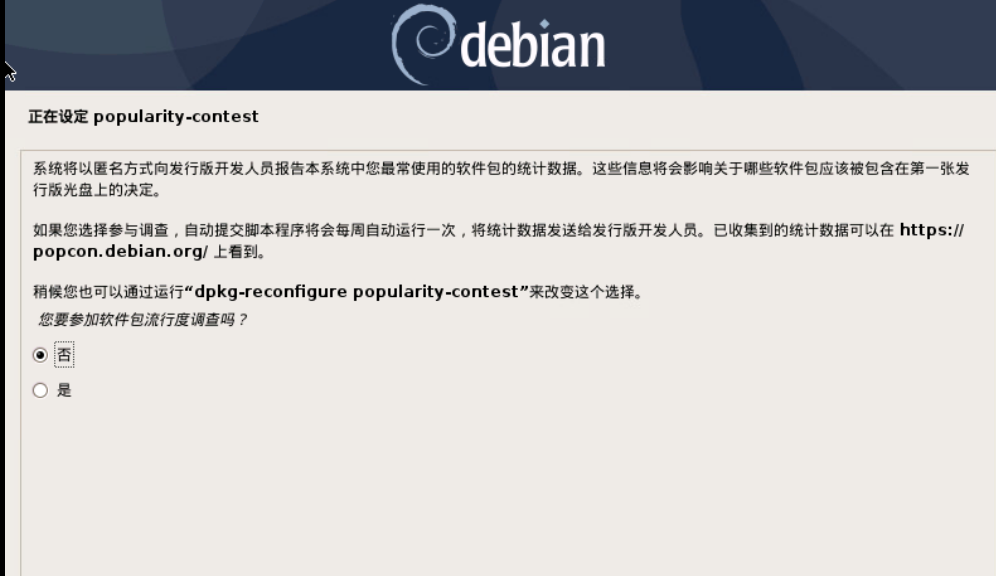 debian
正在设定 popularity-contest
系统将以匿名方式向发行版开发人员报告本系统中您最常使用的软件包的统计数据。这些信息将会影响关于哪些软件包应该被包含在第一张发
行版光盘上的决定。
如果您选择参与调查，自动提交脚本程序将会每周自动运行一次，将统计数据发送给发行版开发人员。已收集到的统计数据可以在 https://
popcon.debian.org/ 上看到。
稍候您也可以通过运行“dpkg-reconfigure popularity-contest”来改变这个选择。
您要参加软件包流行度调查吗？
否
是